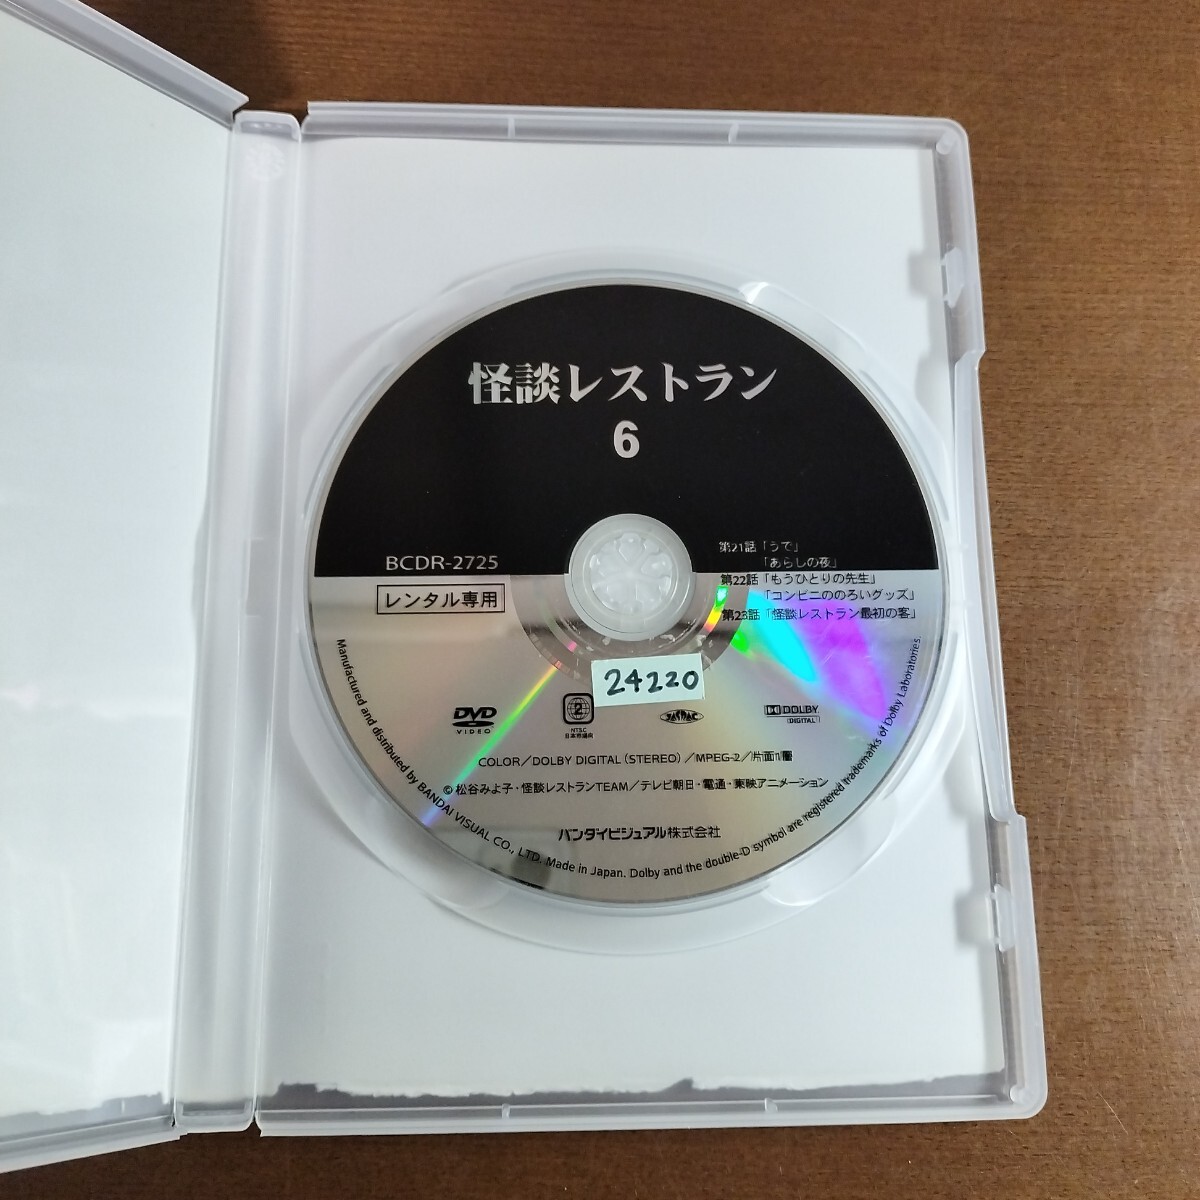 怪談レストラン
6
BCDR-2725
レンタル専用
第21話「うで」
「あらしの夜」
第22話「もうひとりの先生」
「コンビニののろいグッズ」
第23話「怪談レストラン最初の客」
24220
DVD
VIDEO
2
NTSC
日本市場向
DOLBY
DIGITAL
COLOR／DOLBY DIGITAL（STEREO）／MPEG-2／片面1層
© 松谷みよ子・怪談レストランTEAM／テレビ朝日・電通・東映アニメーション
バンダイビジュアル株式会社
Manufactured and distributed by BANDAI VISUAL CO., LTD. Made in Japan. Dolby and the double-D symbol are registered trademarks of Dolby Laboratories.